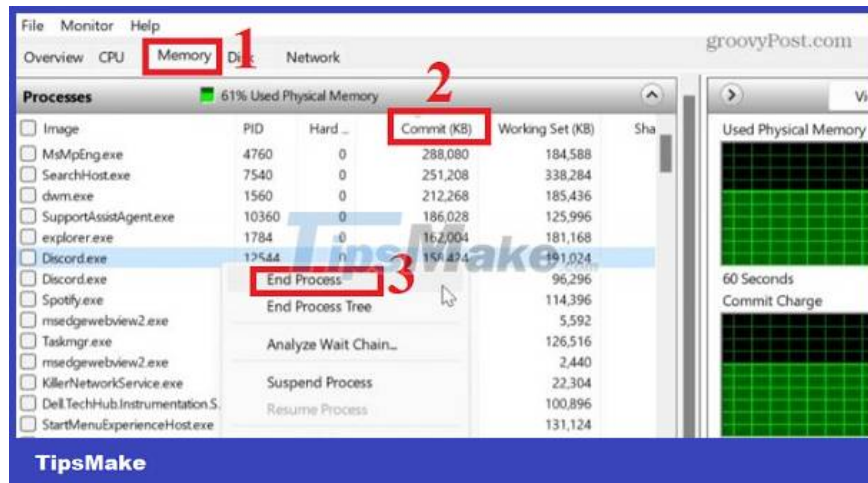 File Monitor Help
groovyPost.com
Overview CPU Memory Disk Network
1
2
Processes 61% Used Physical Memory
Image PID Hard ... Commit (KB) Working Set (KB) Sha
MsMpEng.exe 4760 0 288,080 184,588
SearchHost.exe 7540 0 251,208 338,284
dwm.exe 1560 0 212,268 185,436
SupportAssistAgent.exe 10360 0 186,028 125,996
explorer.exe 1784 0 162,004 181,168
Discord.exe 12544 0 158,424 191,024
Discord.exe 96,296
Spotify.exe 114,396
msedgewebview2.exe 5,592
Taskmgr.exe 126,516
msedgewebview2.exe 2,440
KillerNetworkService.exe 22,304
Dell.TechHub.Instrumentation.S... 100,896
StartMenuExperienceHost.exe 131,124
End Process
3
End Process Tree
Analyze Wait Chain...
Suspend Process
Resume Process
Vi
Used Physical Memory
60 Seconds
Commit Charge
TipsMake
TipsMake